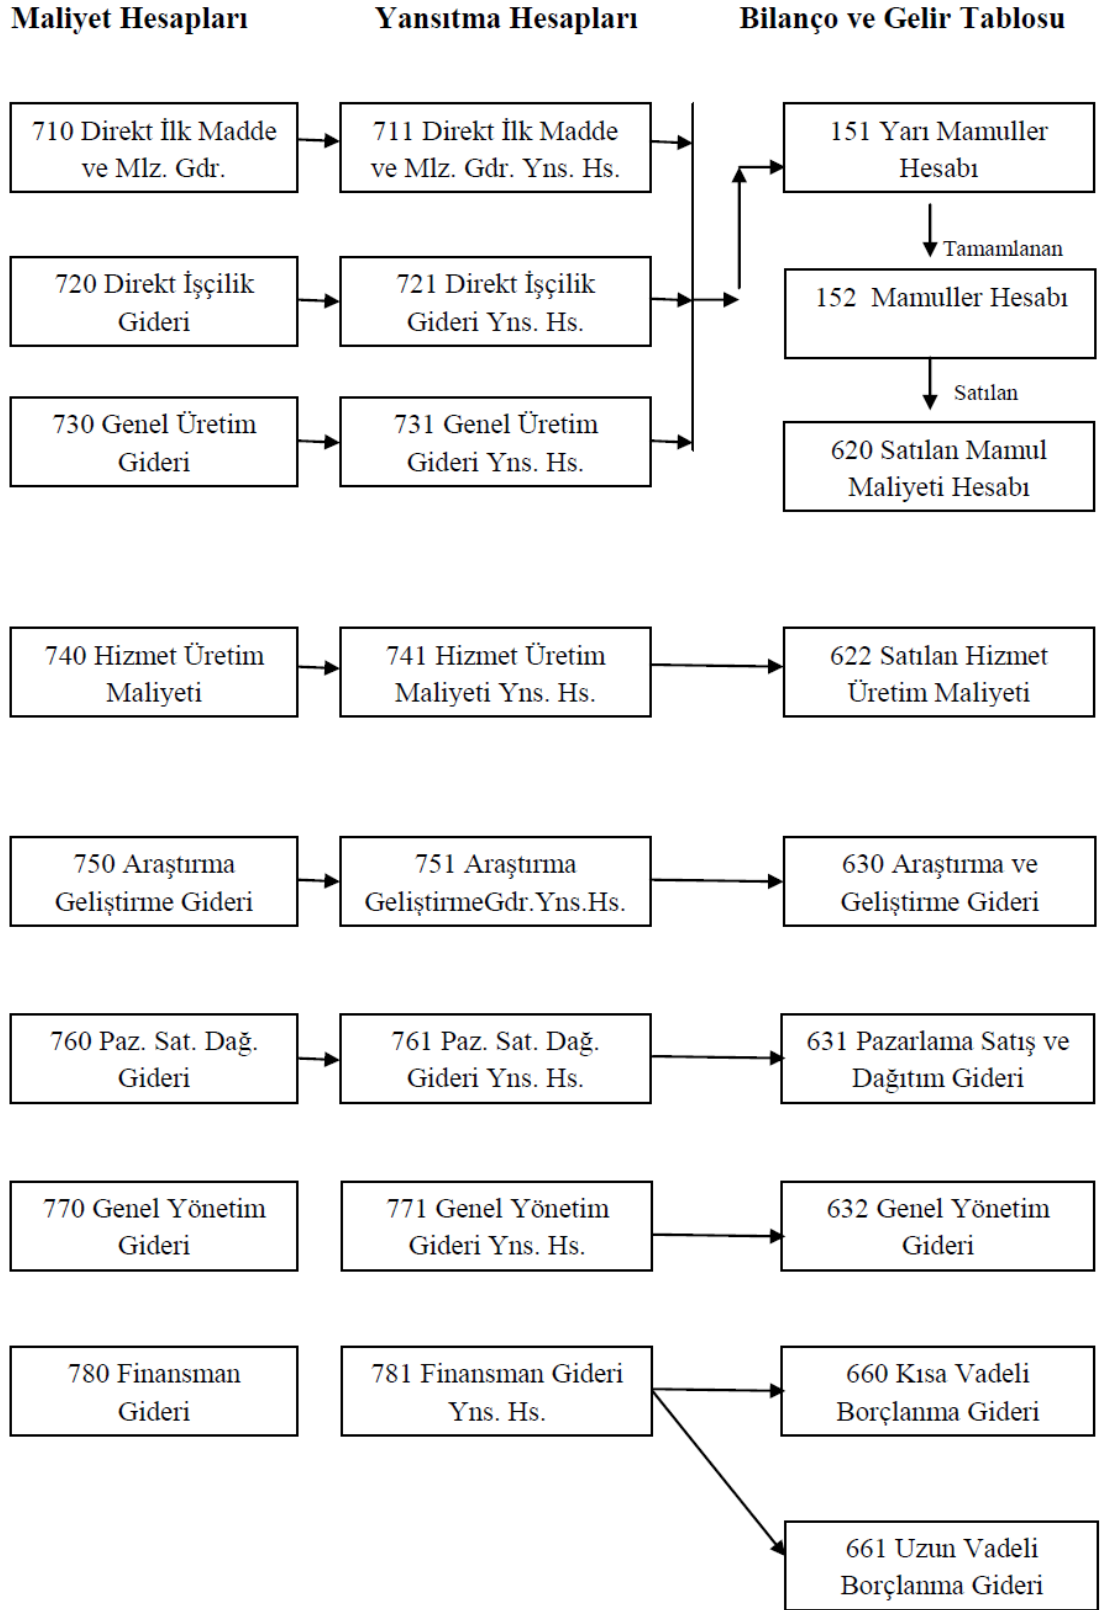 Maliyet Hesapları
Yansıtma Hesapları
Bilanço ve Gelir Tablosu
710 Direkt İlk Madde
ve Mlz. Gdr.
711 Direkt İlk Madde
ve Mlz. Gdr. Yns. Hs.
151 Yarı Mamuller
Hesabı
Tamamlanan
720 Direkt İşçilik
Gideri
721 Direkt İşçilik
Gideri Yns. Hs.
152 Mamuller Hesabı
Satılan
730 Genel Üretim
Gideri
731 Genel Üretim
Gideri Yns. Hs.
620 Satılan Mamul
Maliyeti Hesabı
740 Hizmet Üretim
Maliyeti
741 Hizmet Üretim
Maliyeti Yns. Hs.
622 Satılan Hizmet
Üretim Maliyeti
750 Araştırma
Geliştirme Gideri
751 Araştırma
GeliştirmeGdr.Yns.Hs.
630 Araştırma ve
Geliştirme Gideri
760 Paz. Sat. Dağ.
Gideri
761 Paz. Sat. Dağ.
Gideri Yns. Hs.
631 Pazarlama Satış ve
Dağıtım Gideri
770 Genel Yönetim
Gideri
771 Genel Yönetim
Gideri Yns. Hs.
632 Genel Yönetim
Gideri
780 Finansman
Gideri
781 Finansman Gideri
Yns. Hs.
660 Kısa Vadeli
Borçlanma Gideri
661 Uzun Vadeli
Borçlanma Gideri